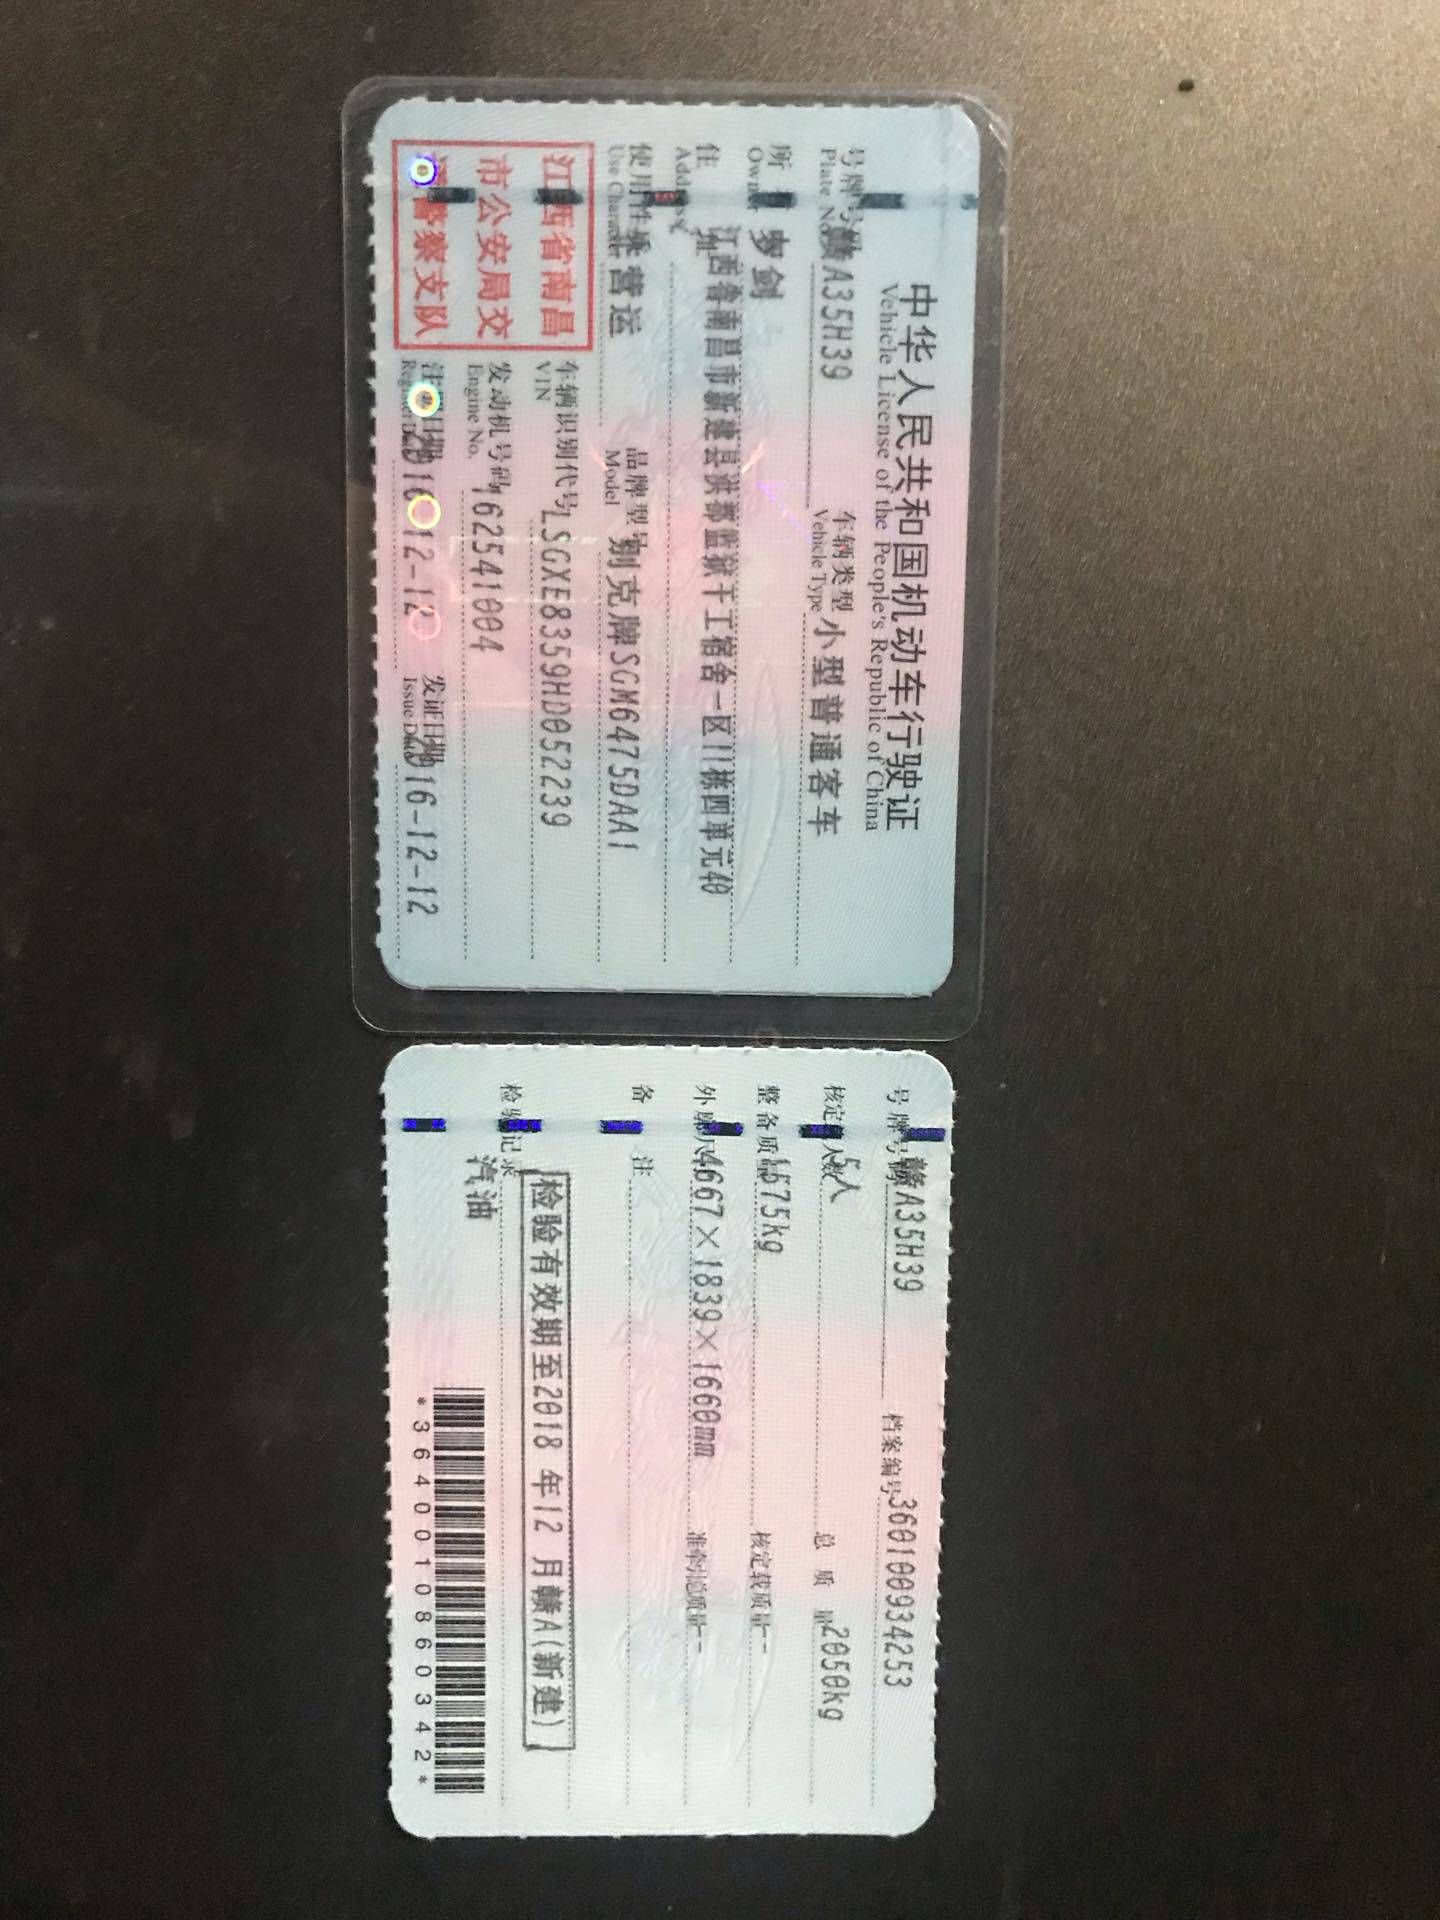 中华人民共和国机动车行驶证
Vehicle License of the People's Republic of China
号牌号码 赣A35H39 车辆类型 小型普通客车
Plate No. Vehicle Type
所有人 罗剑
Owner
住址 江西省南昌市新建县洪都监狱干工宿舍一区11栋四单元40
Address
使用性质 非营运 品牌型号 别克牌SGM6475DAA1
Use Character Model
江西省南昌
市公安局交
通警察支队
车辆识别代号 LSGXE8359HD052239
VIN
发动机号码 162541004
Engine No.
注册日期 2016-12-12 发证日期 2016-12-12
Register Date Issue Date
号牌号码 赣A35H39 档案编号 360100934253
核定载人数 5人 总质量 2050kg
整备质量 1575kg 核定载质量 --
外廓尺寸 4667×1839×1660mm 准牵引总质量 --
备注
检验记录 检验有效期至2018年12月赣A(新建)
汽油
*3640010860342*